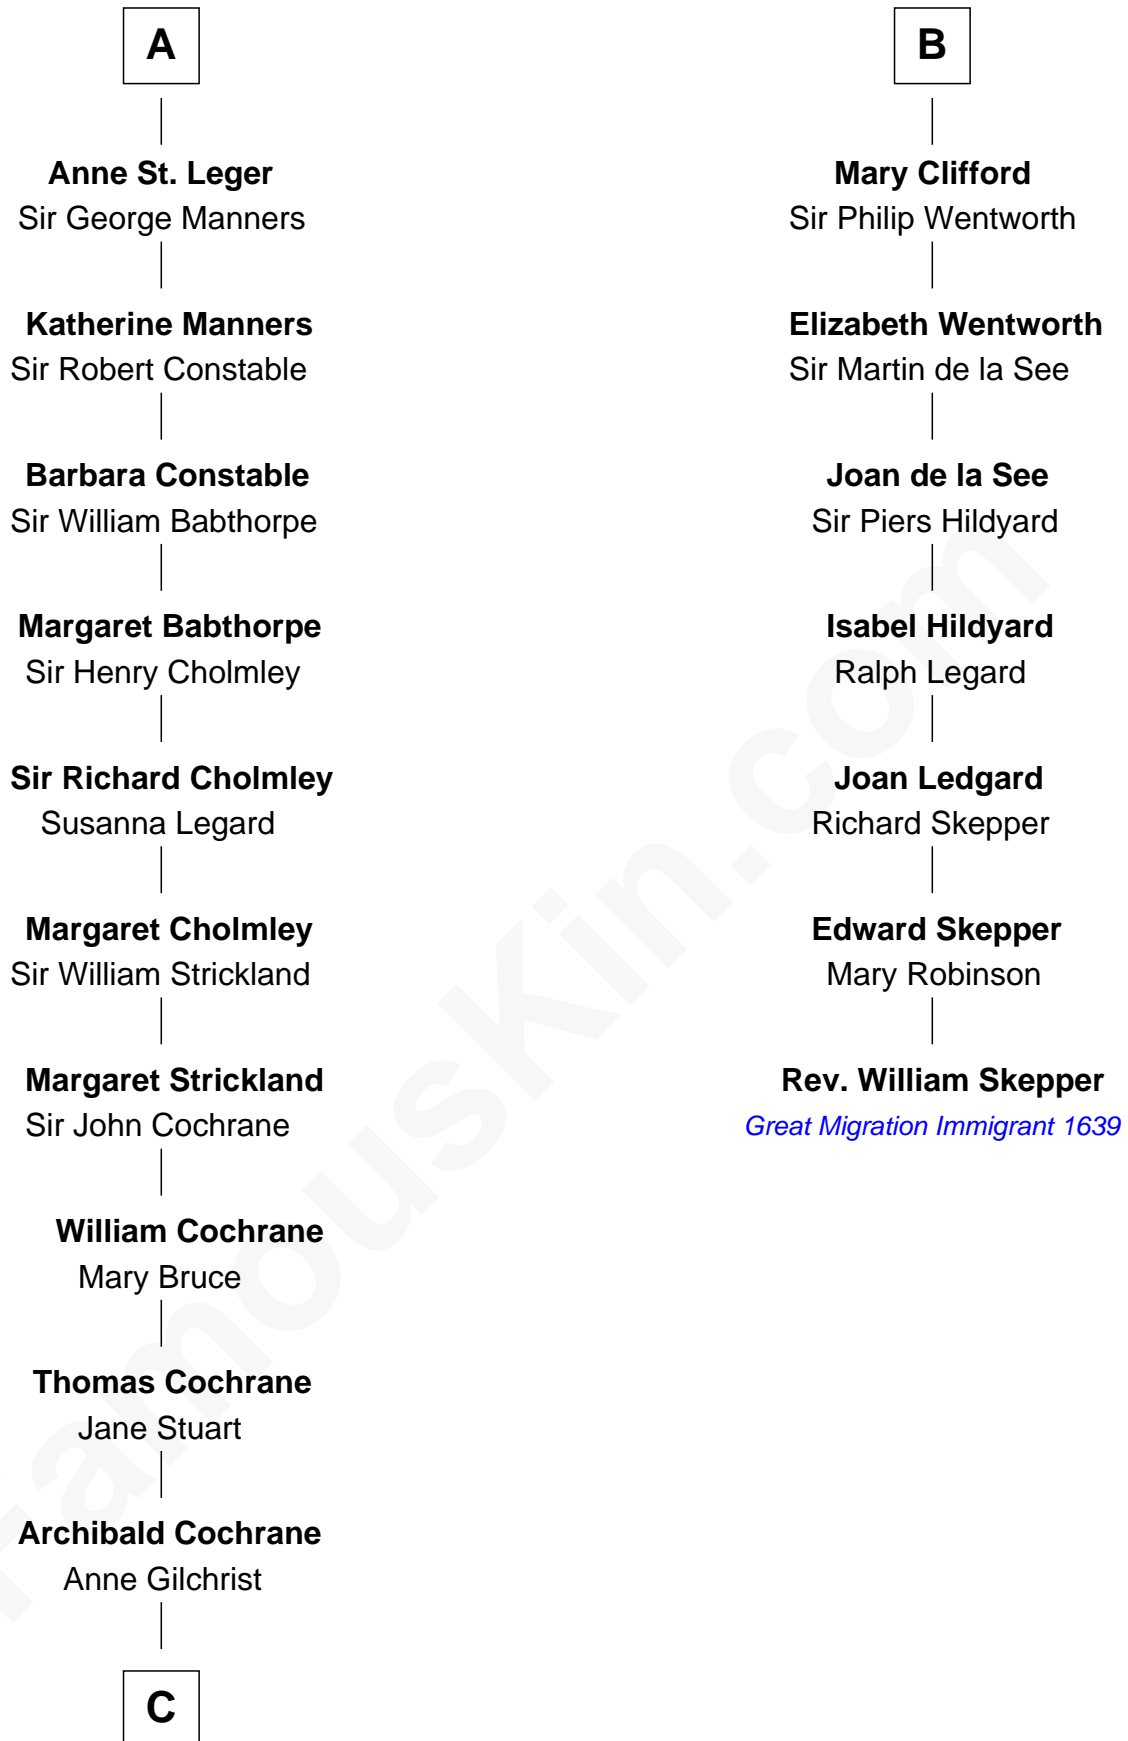 A
Anne St. Leger
Sir George Manners
Katherine Manners
Sir Robert Constable
Barbara Constable
Sir William Babthorpe
Margaret Babthorpe
Sir Henry Cholmley
Sir Richard Cholmley
Susanna Legard
Margaret Cholmley
Sir William Strickland
Margaret Strickland
Sir John Cochrane
William Cochrane
Mary Bruce
Thomas Cochrane
Jane Stuart
Archibald Cochrane
Anne Gilchrist
C
B
Mary Clifford
Sir Philip Wentworth
Elizabeth Wentworth
Sir Martin de la See
Joan de la See
Sir Piers Hildyard
Isabel Hildyard
Ralph Legard
Joan Ledgard
Richard Skepper
Edward Skepper
Mary Robinson
Rev. William Skepper
Great Migration Immigrant 1639
FamousKin.com